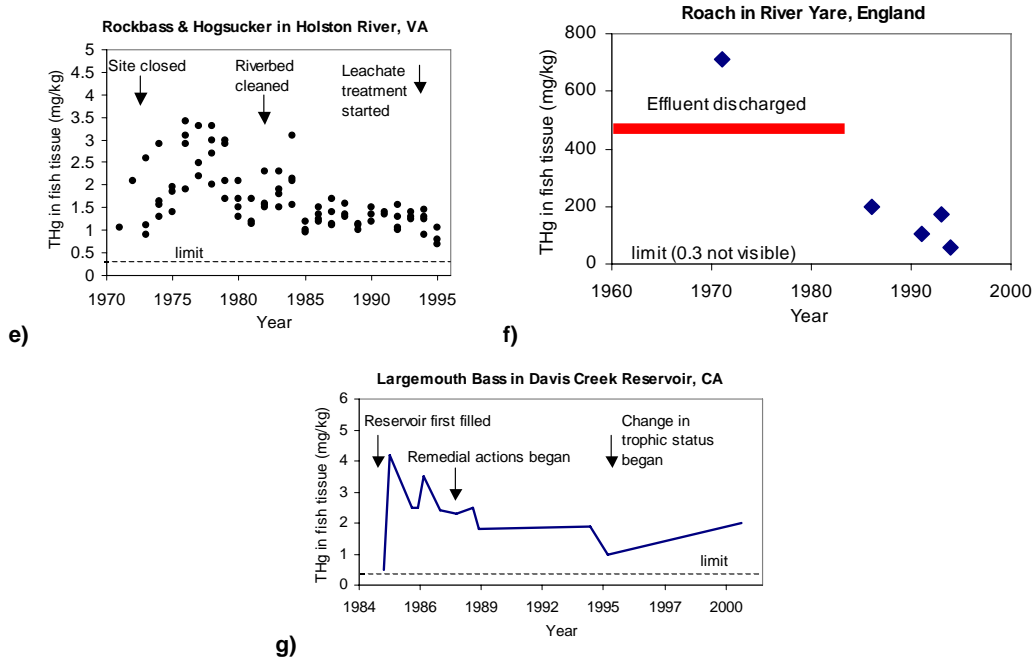 Rockbass & Hogsucker in Holston River, VA
THg in fish tissue (mg/kg)
5
4.5
4
3.5
3
2.5
2
1.5
1
0.5
0
Site closed
Riverbed
cleaned
Leachate
treatment
started
limit
1970 1975 1980 1985 1990 1995
Year
e)
Roach in River Yare, England
THg in fish tissue (mg/kg)
800
600
400
200
0
Effluent discharged
limit (0.3 not visible)
1960 1970 1980 1990 2000
Year
f)
Largemouth Bass in Davis Creek Reservoir, CA
THg in fish tissue (mg/kg)
6
5
4
3
2
1
0
Reservoir first filled
Remedial actions began
Change in
trophic status
began
limit
1984 1986 1989 1992 1995 1997 2000
Year
g)